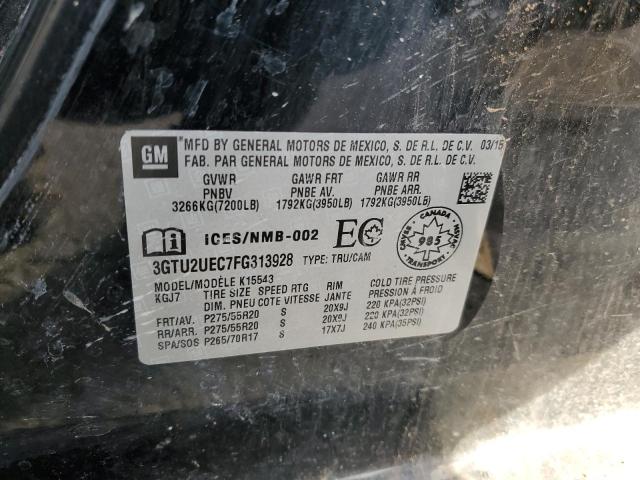 GM
*MFD BY GENERAL MOTORS DE MEXICO, S. DE R.L. DE C.V. 03/15
FAB. PAR GENERAL MOTORS DE MEXICO, S. DE R.L. DE C.V.
GVWR GAWR FRT GAWR RR
PNBV PNBE AV. PNBE ARR.
3266KG(7200LB) 1792KG(3950LB) 1792KG(3950LB)
ICES/NMB-002 EC CANADA 985 MVSAC
3GTU2UEC7FG313928 TYPE: TRU/CAM
MODEL/MODÈLE K15543
KGJ7 TIRE SIZE SPEED RTG RIM COLD TIRE PRESSURE
DIM. PNEU COTE VITESSE JANTE PRESSION À FROID
FRT/AV. P275/55R20 S 20X9J 220 KPA(32PSI)
RR/ARR. P275/55R20 S 20X9J 220 KPA(32PSI)
SPA/SOS P265/70R17 S 17X7J 240 KPA(35PSI)